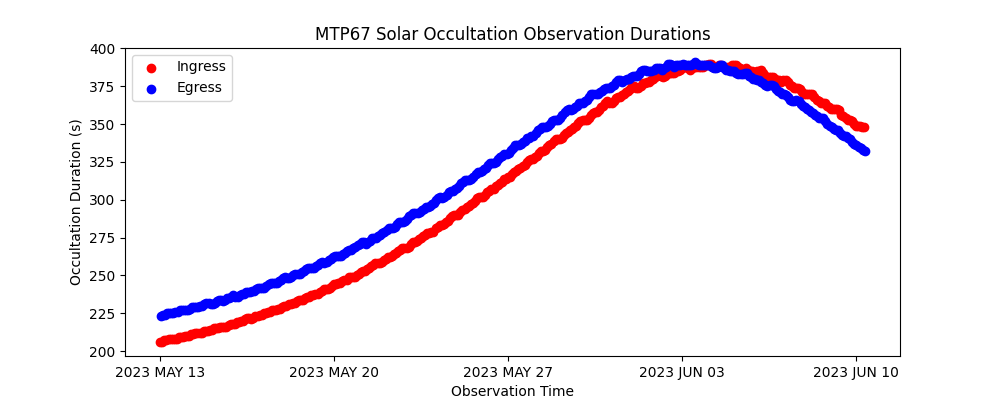 MTP67 Solar Occultation Observation Durations
Ingress
Egress
Occultation Duration (s)
400
375
350
325
300
275
250
225
200
2023 MAY 13
2023 MAY 20
2023 MAY 27
2023 JUN 03
2023 JUN 10
Observation Time